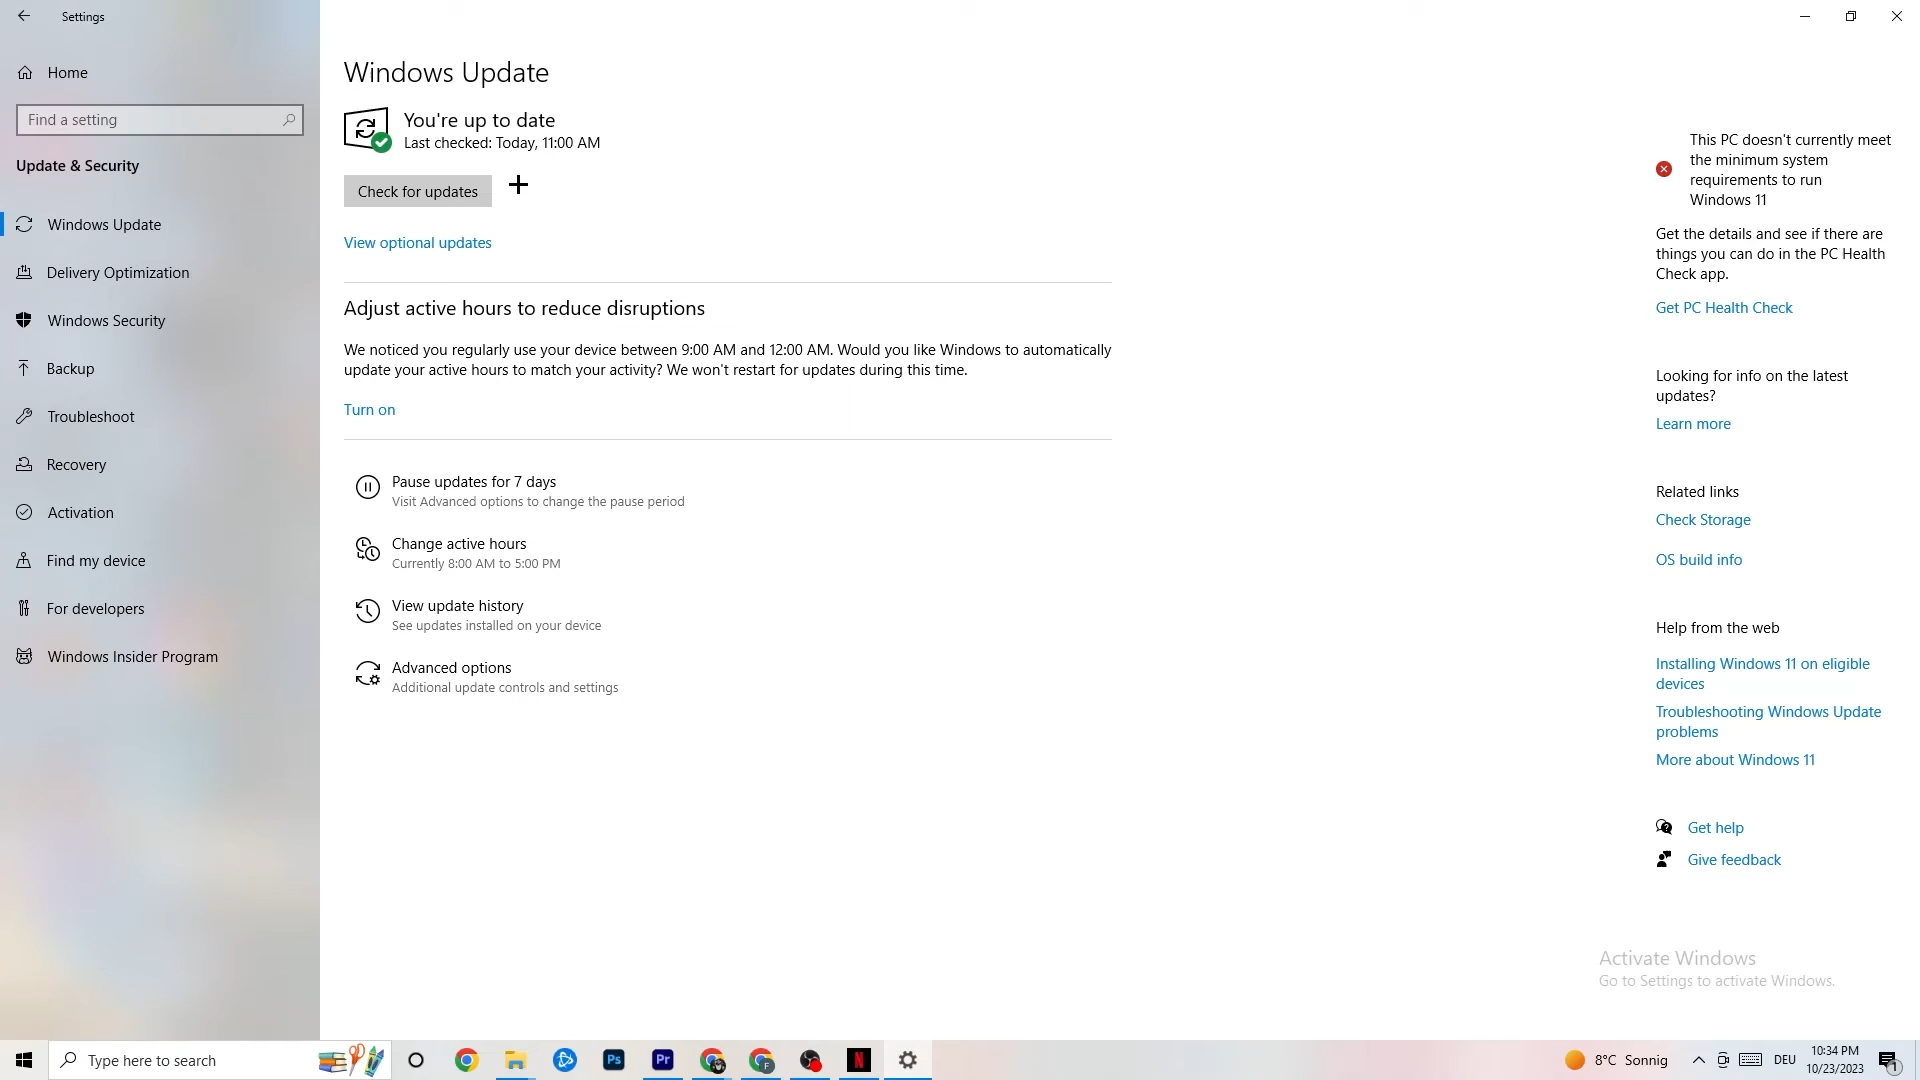 Settings
Home
Find a setting
Update & Security
Windows Update
Delivery Optimization
Windows Security
Backup
Troubleshoot
Recovery
Activation
Find my device
For developers
Windows Insider Program
Windows Update
You're up to date
Last checked: Today, 11:00 AM
Check for updates
View optional updates
Adjust active hours to reduce disruptions
We noticed you regularly use your device between 9:00 AM and 12:00 AM. Would you like Windows to automatically
update your active hours to match your activity? We won't restart for updates during this time.
Turn on
Pause updates for 7 days
Visit Advanced options to change the pause period
Change active hours
Currently 8:00 AM to 5:00 PM
View update history
See updates installed on your device
Advanced options
Additional update controls and settings
This PC doesn't currently meet
the minimum system
requirements to run
Windows 11
Get the details and see if there are
things you can do in the PC Health
Check app.
Get PC Health Check
Looking for info on the latest
updates?
Learn more
Related links
Check Storage
OS build info
Help from the web
Installing Windows 11 on eligible
devices
Troubleshooting Windows Update
problems
More about Windows 11
Get help
Give feedback
Activate Windows
Go to Settings to activate Windows.
Type here to search
Ps
Pr
F
N
8°C Sonnig
DEU
10:34 PM
10/23/2023
1